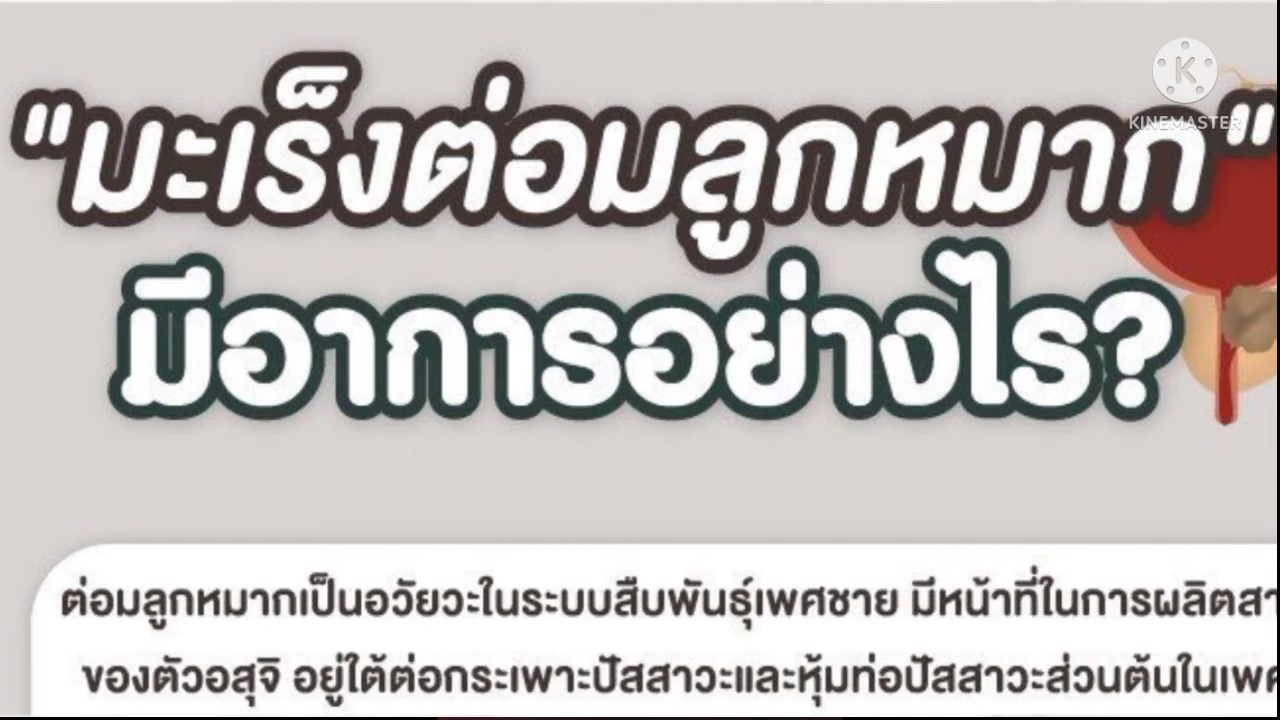 "มะเร็งต่อมลูกหมาก"
มีอาการอย่างไร?
KINEMASTER
ต่อมลูกหมากเป็นอวัยวะในระบบสืบพันธุ์เพศชาย มีหน้าที่ในการผลิต
ของตัวอสุจิ อยู่ใต้ต่อกระเพาะปัสสาวะและหุ้มท่อปัสสาวะส่วนต้นใน